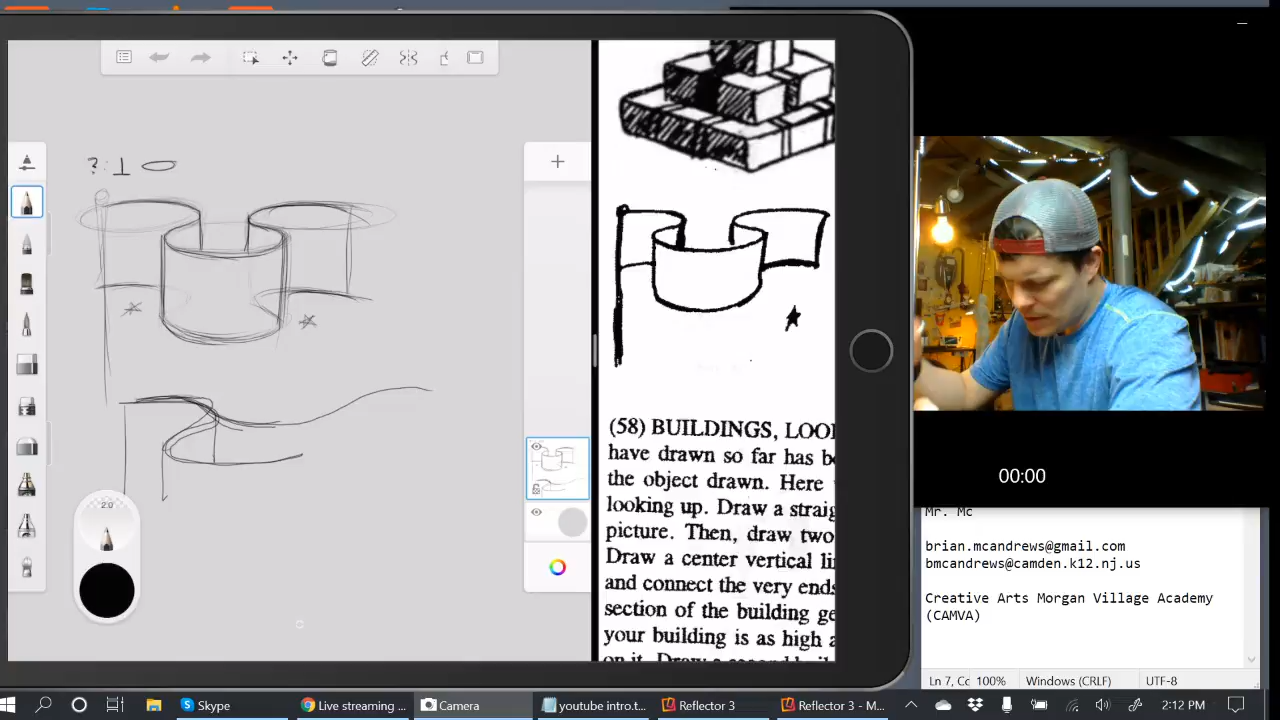 (58) BUILDINGS, LOO
have drawn so far has b
the object drawn. Here
looking up. Draw a straig
picture. Then, draw two
Draw a center vertical li
and connect the very ends
section of the building ge
your building is as high a
2.0
00:00
Mr. Mc
brian.mcandrews@gmail.com
bmcandrews@camden.k12.nj.us
Creative Arts Morgan Village Academy
(CAMVA)
Ln 7, Cc 100% Windows (CRLF) UTF-8
Skype
Live streaming ...
Camera
youtube intro.t...
Reflector 3
Reflector 3 - M...
2:12 PM